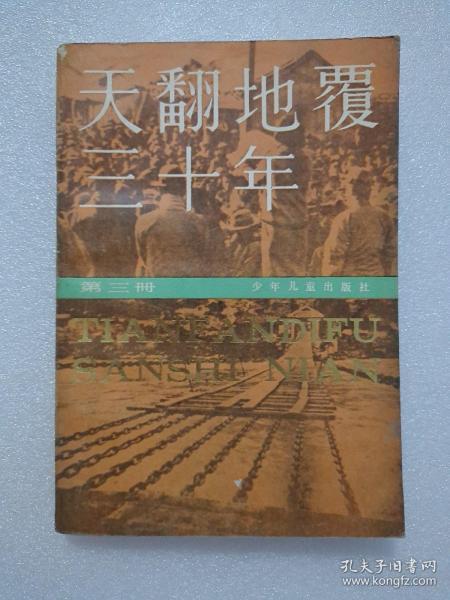 天翻地覆
三十年
第三冊
少年儿童出版社
TIANFANDIFU
SANSHI NIAN
孔夫子旧书网
www.kongfz.com